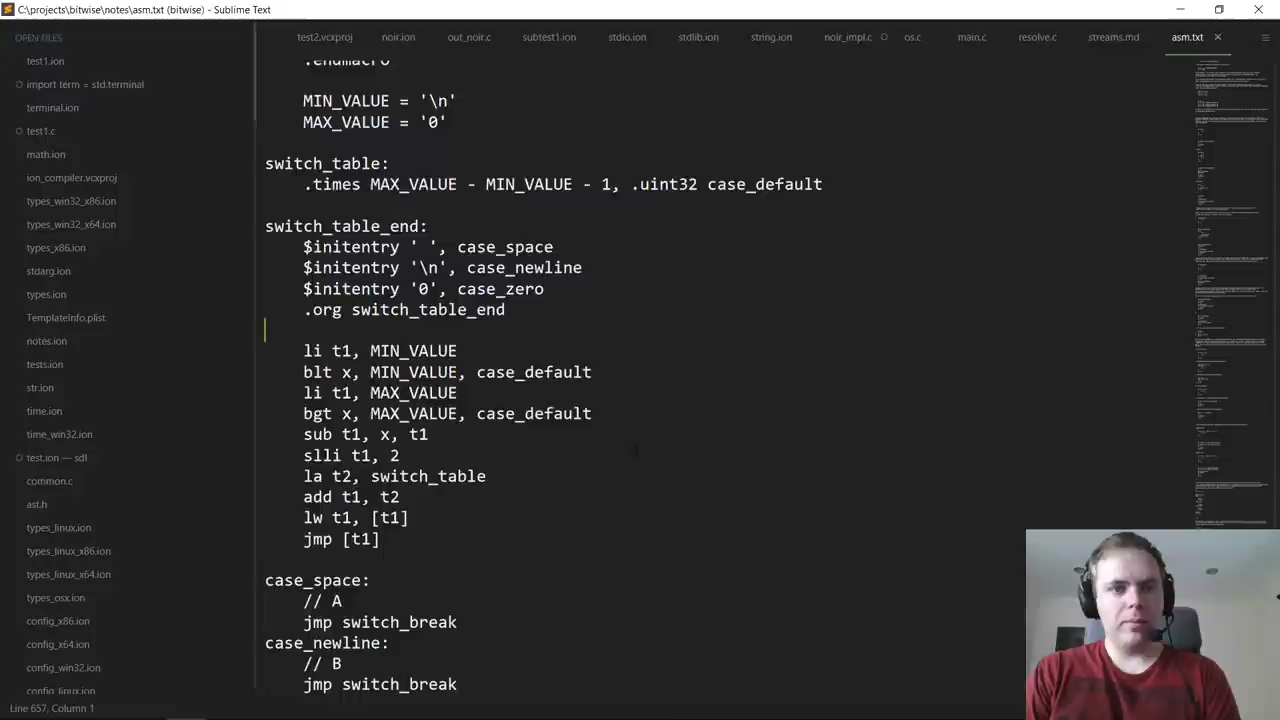 C:\projects\bitwise\notes\asm.txt (bitwise) - Sublime Text
OPEN FILES
test2.vcxproj
noir.ion
out_noir.c
subtest1.ion
stdio.ion
stdlib.ion
string.ion
noir_impl.c
os.c
main.c
resolve.c
streams.md
asm.txt
test1.ion
import term = std.terminal
terminal.ion
test1.c
math.ion
ion_compiler.vcxproj
types_win32_x86.ion
types_win32_x64.ion
types_x86.ion
stdarg.ion
types.ion
TemplateInfo.plist
notes.ion
tests.ion
str.ion
time.ion
time_win32.ion
test.ion — sdl
common.c
ast.h
types_linux.ion
types_linux_x86.ion
types_linux_x64.ion
types_osx.ion
config_x86.ion
config_x64.ion
config_win32.ion
config_linux.ion
.endmacro
MIN_VALUE = '\n'
MAX_VALUE = '0'
switch_table:
.times MAX_VALUE - MIN_VALUE - 1, .uint32 case_default
switch_table_end:
$initentry ' ', case_space
$initentry '\n', case_newline
$initentry '0', case_zero
.org switch_table_end
li t1, MIN_VALUE
blt x, MIN_VALUE, case_default
li t1, MAX_VALUE
bgt x, MAX_VALUE, case_default
sub t1, x, t1
slli t1, 2
la t2, switch_table
add t1, t2
lw t1, [t1]
jmp [t1]
case_space:
// A
jmp switch_break
case_newline:
// B
jmp switch_break
Line 657, Column 1